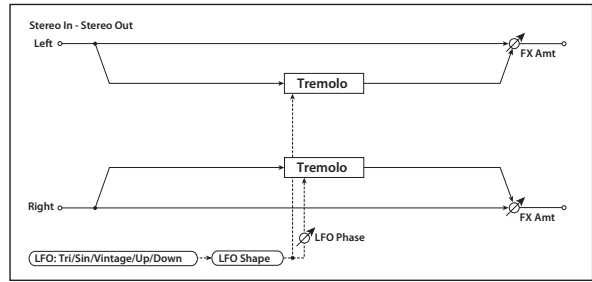 Stereo In - Stereo Out
Left
FX Amt
Tremolo
Tremolo
Right
FX Amt
LFO Phase
LFO: Tri/Sin/Vintage/Up/Down
LFO Shape